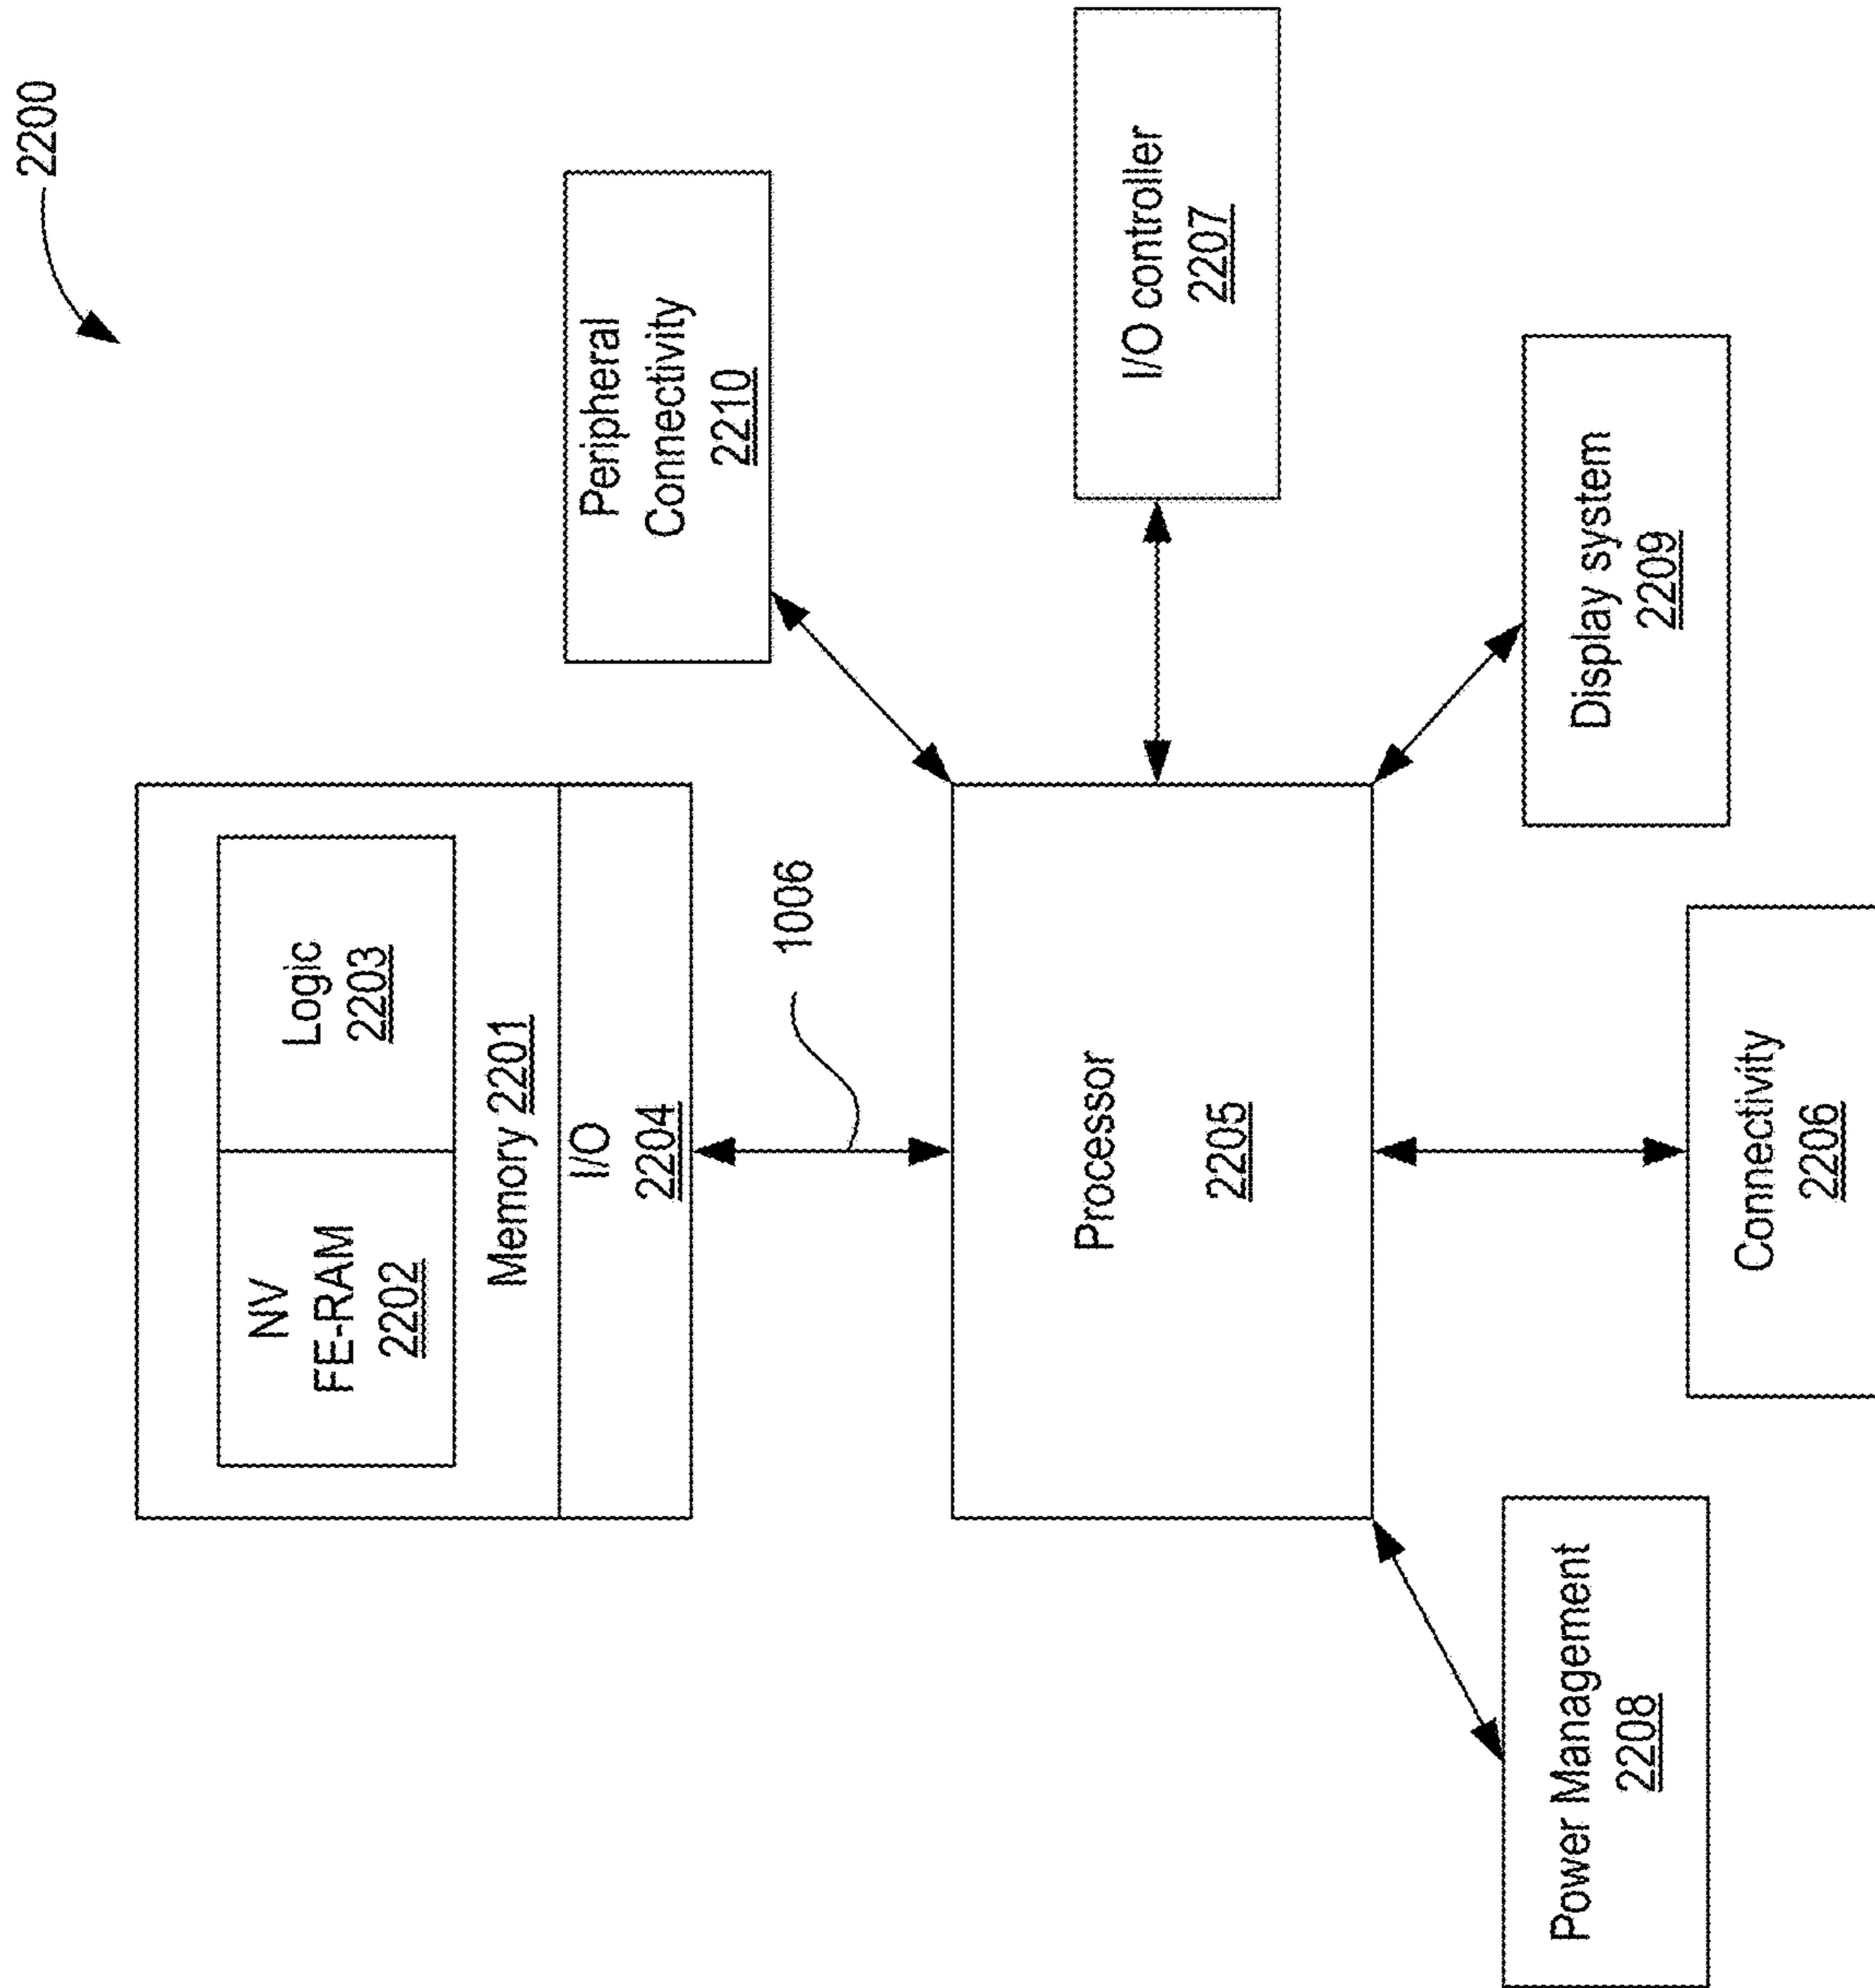 2200
NV
FE-RAM
2202
Logic
2203
Memory 2201
I/O
2204
1006
Peripheral
Connectivity
2210
Processor
2205
I/O controller
2207
Power Management
2208
Connectivity
2206
Display system
2209